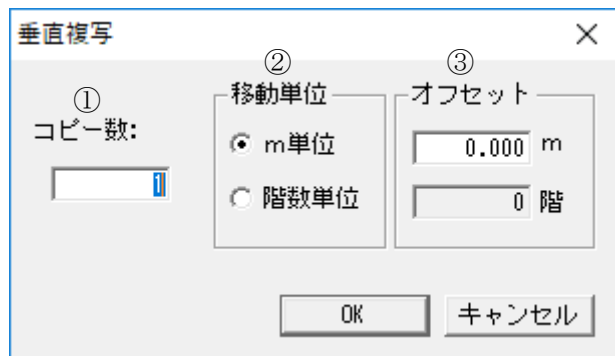 垂直複写
①
コピー数:
1
②
移動単位
m単位
階数単位
③
オフセット
0.000 m
0 階
OK
キャンセル